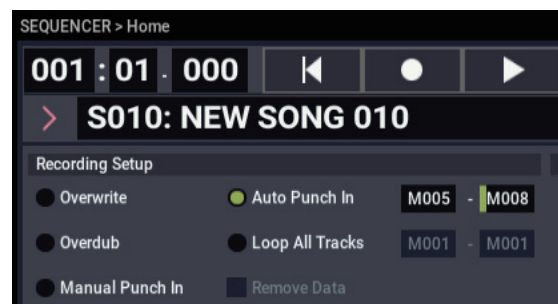 SEQUENCER > Home
001 : 01 . 000
S010: NEW SONG 010
Recording Setup
Overwrite Auto Punch In M005 - M008
Overdub Loop All Tracks M001 - M001
Manual Punch In Remove Data